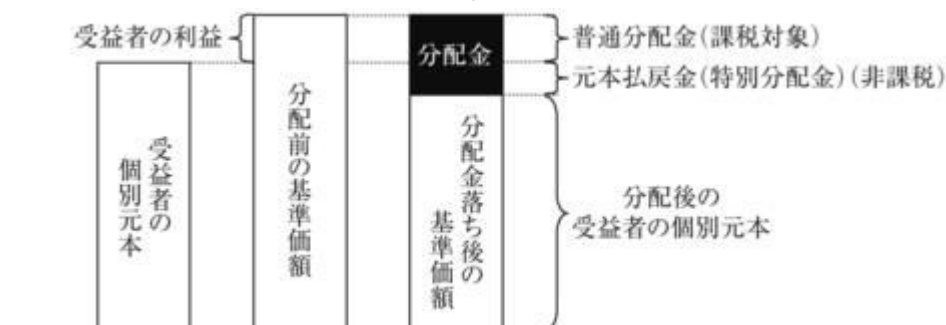 受益者の利益
分配金
普通分配金(課税対象)
元本払戻金(特別分配金)(非課税)
受益者の
個別元本
分配前の基準価額
分配金落ち後の
基準価額
分配後の
受益者の個別元本